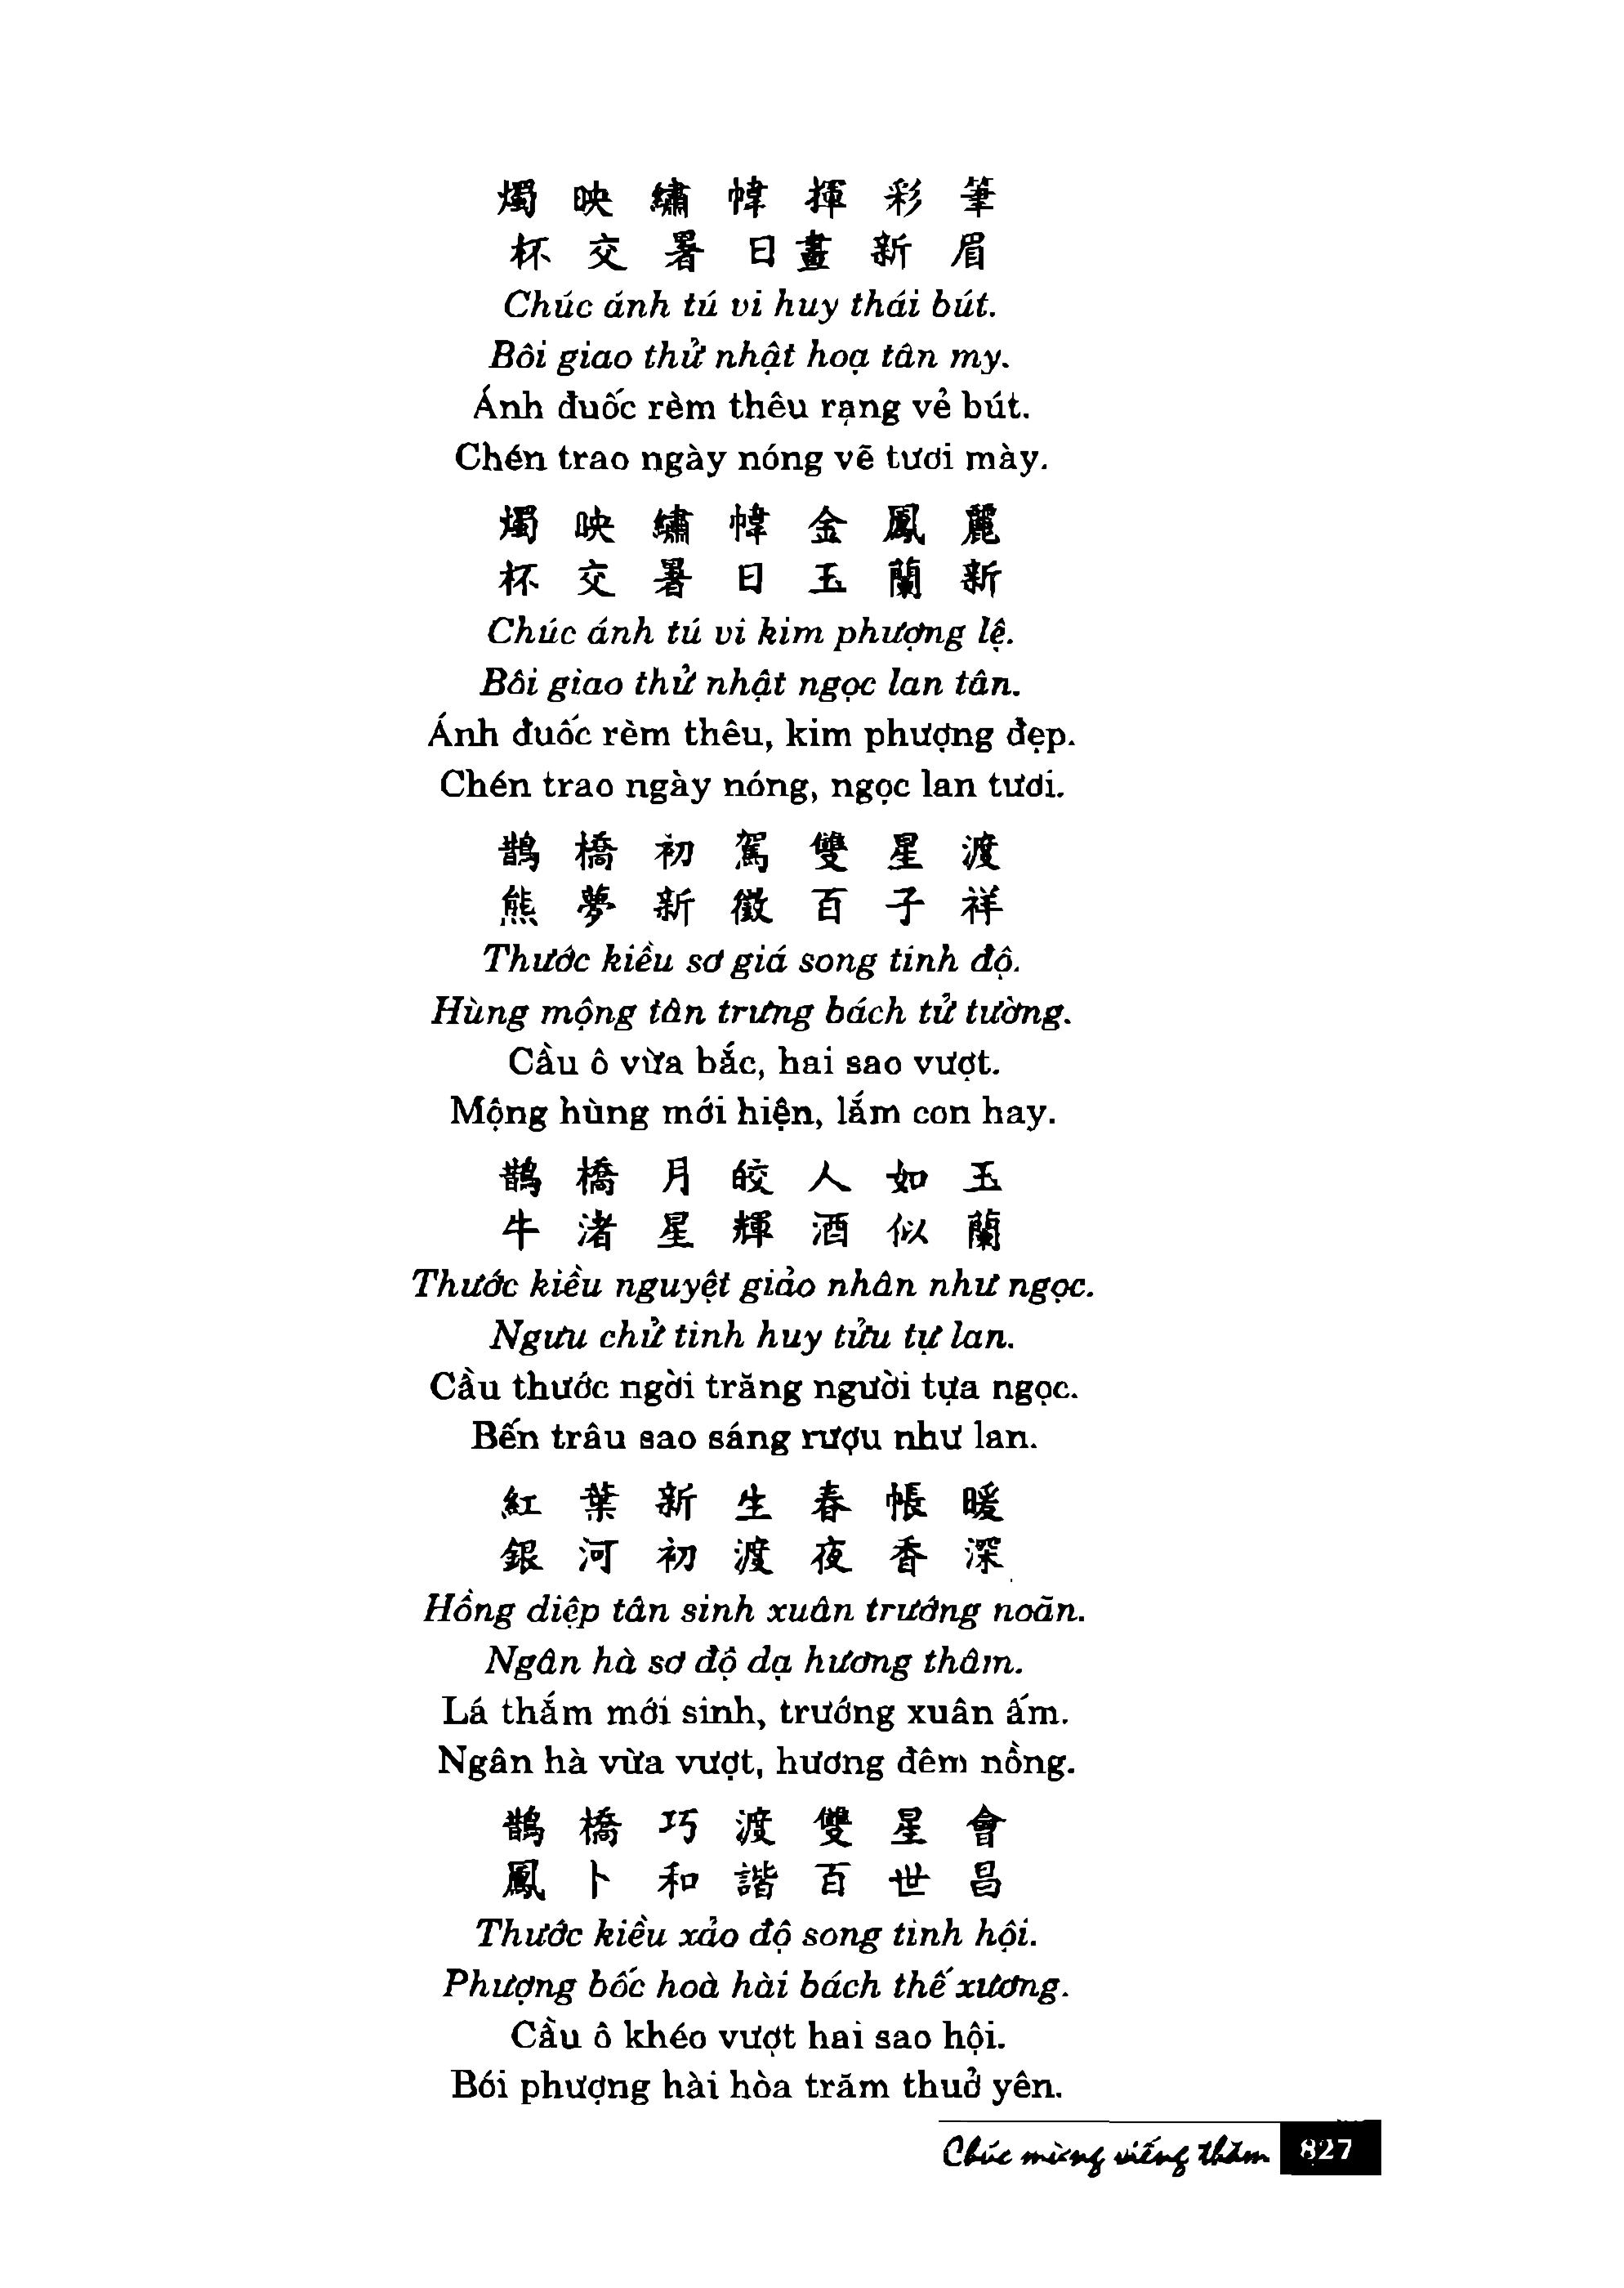 燭映繡幃揮彩筆
杯交暑日畫新眉
Chúc ánh tú vi huy thái bút.
Bôi giao thử nhật hoạ tân my.
Ánh đuốc rèm thêu rạng vẻ bút.
Chén trao ngày nóng vẽ tươi mày.
燭映繡幃金鳳麗
杯交暑日玉蘭新
Chúc ánh tú vi kim phượng lệ.
Bôi giao thử nhật ngọc lan tân.
Ánh đuốc rèm thêu, kim phượng đẹp.
Chén trao ngày nóng, ngọc lan tươi.
鵲橋初駕雙星渡
熊夢新徵百子祥
Thước kiều sơ giá song tinh độ.
Hùng mộng tân trưng bách tử tường.
Cầu ô vừa bắc, hai sao vượt.
Mộng hùng mới hiện, lắm con hay.
鵲橋月皎人如玉
牛渚星輝酒似蘭
Thước kiều nguyệt giảo nhân như ngọc.
Ngưu chử tinh huy tửu tự lan.
Cầu thước ngời trăng người tựa ngọc.
Bến trâu sao sáng rượu như lan.
紅葉新生春帳暖
銀河初渡夜香深
Hồng diệp tân sinh xuân trướng noãn.
Ngân hà sơ độ dạ hương thâm.
Lá thắm mới sinh, trướng xuân ấm.
Ngân hà vừa vượt, hương đêm nồng.
鵲橋巧渡雙星會
鳳卜和諧百世昌
Thước kiều xảo độ song tinh hội.
Phượng bốc hoà hài bách thế xương.
Cầu ô khéo vượt hai sao hội.
Bói phượng hài hòa trăm thuở yên.
Chúc mừng viếng thăm 827